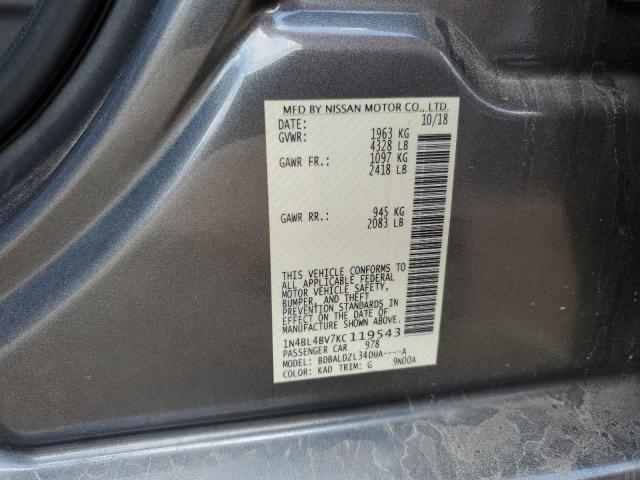 MFD BY NISSAN MOTOR CO., LTD.
DATE: 10/18
GVWR: 1963 KG
4328 LB
GAWR FR.: 1097 KG
2418 LB
GAWR RR.: 945 KG
2083 LB
THIS VEHICLE CONFORMS TO
ALL APPLICABLE FEDERAL
MOTOR VEHICLE SAFETY,
BUMPER, AND THEFT
PREVENTION STANDARDS IN
EFFECT ON THE DATE OF
MANUFACTURE SHOWN ABOVE.
1N4BL4BV7KC119543
PASSENGER CAR 978
MODEL: BDBALDZL34DUA----A
COLOR: KAD TRIM: G 9N00A